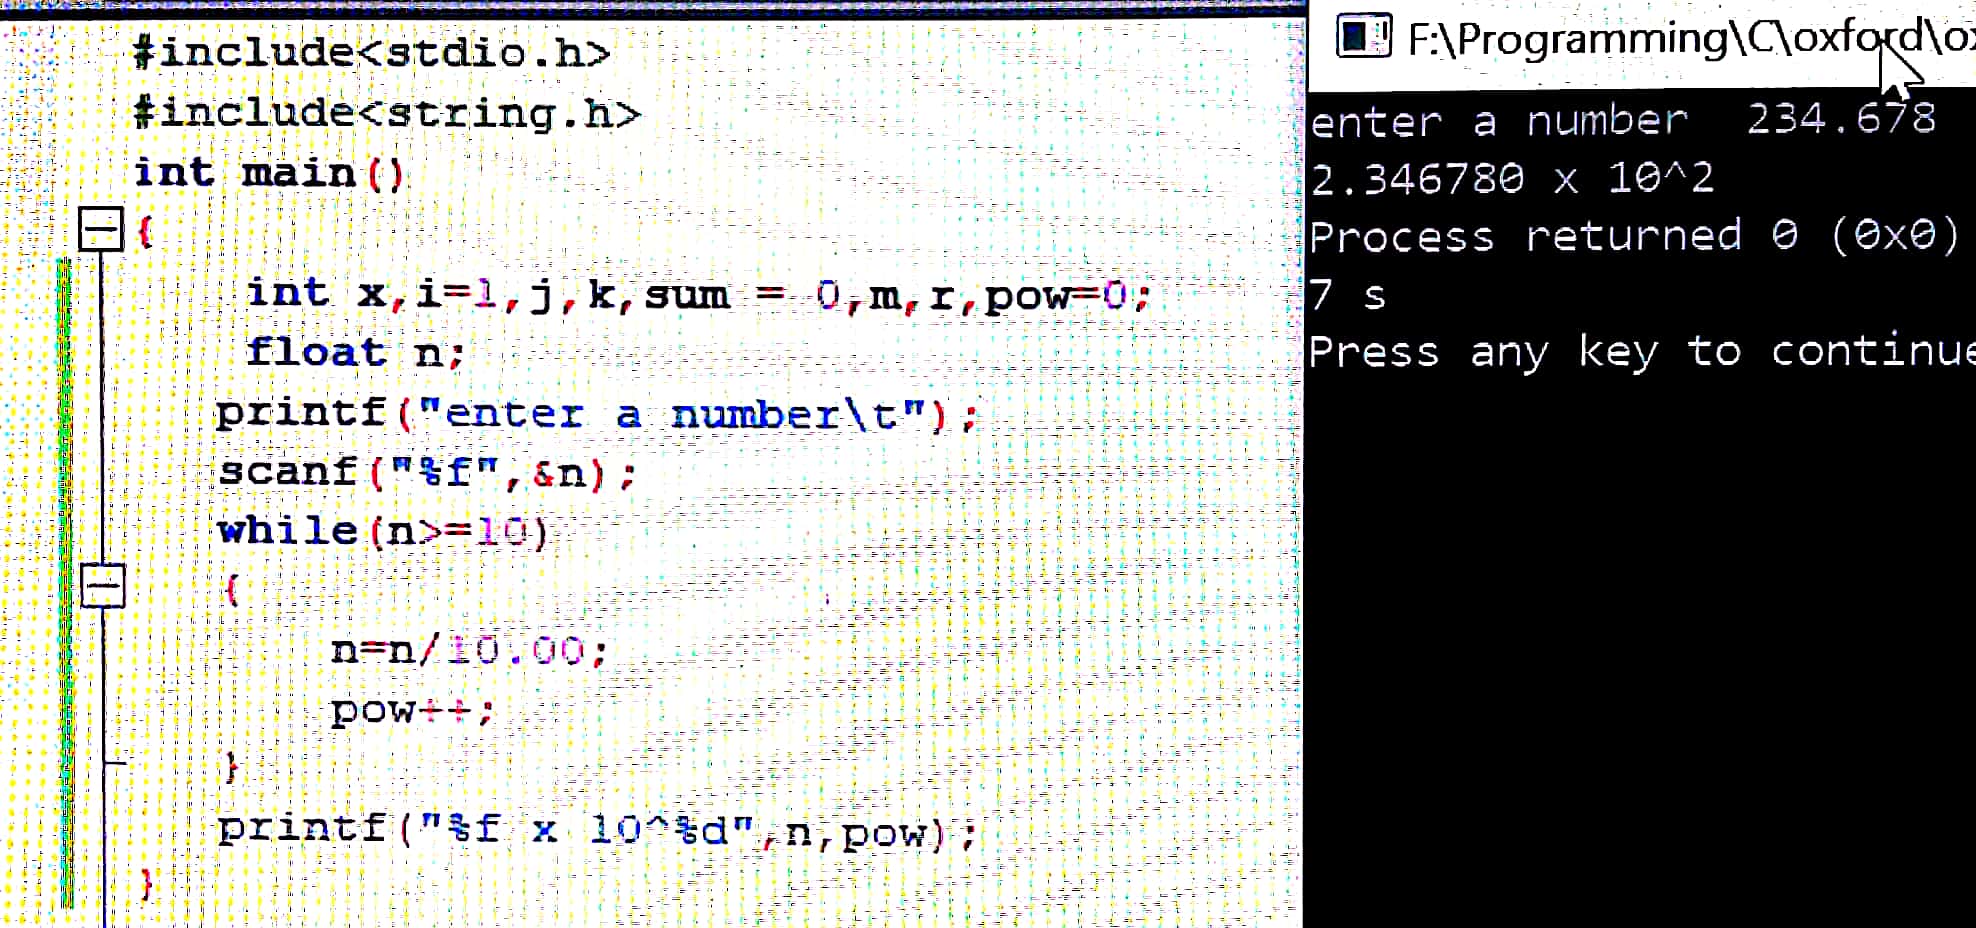 #include<stdio.h>
#include<string.h>
int main()
{
int x,i=1,j,k,sum = 0,m,r,pow=0;
float n;
printf("enter a number\t");
scanf("%f",&n);
while(n>=10)
{
n=n/10.00;
pow++;
}
printf("%f x 10^%d",n,pow);
}
F:\Programming\C\oxford\ox
enter a number 234.678
2.346780 x 10^2
Process returned 0 (0x0)
7 s
Press any key to continue